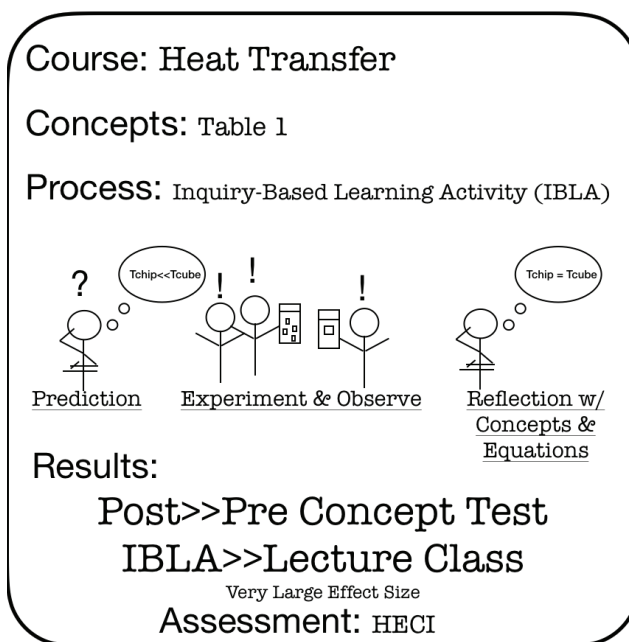 Course: Heat Transfer
Concepts: Table 1
Process: Inquiry-Based Learning Activity (IBLA)
?
Tchip<<Tcube
! ! !
Tchip = Tcube
Prediction
Experiment & Observe
Reflection w/
Concepts &
Equations
Results:
Post>>Pre Concept Test
IBLA>>Lecture Class
Very Large Effect Size
Assessment: HECI